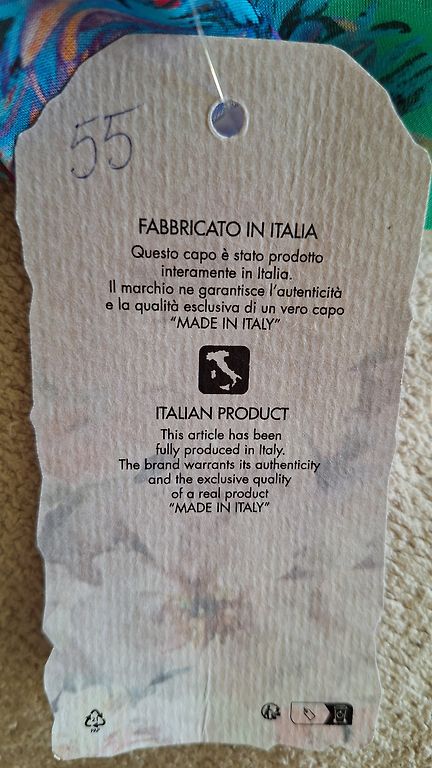 55
FABBRICATO IN ITALIA
Questo capo è stato prodotto
interamente in Italia.
Il marchio ne garantisce l'autenticità
e la qualità esclusiva di un vero capo
"MADE IN ITALY"
ITALIAN PRODUCT
This article has been
fully produced in Italy.
The brand warrants its authenticity
and the exclusive quality
of a real product
"MADE IN ITALY"
21
PAP